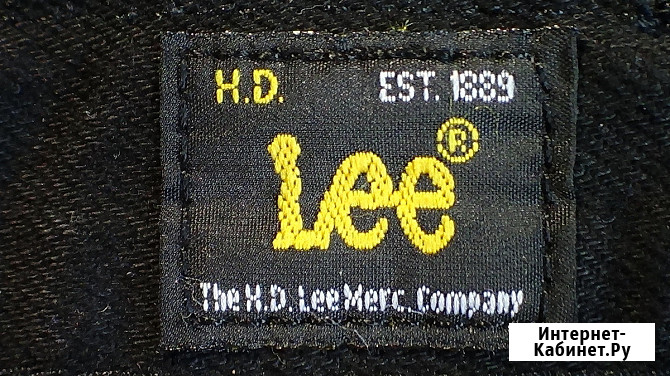 H.D. EST. 1889
Lee®
The H.D. Lee Merc. Company
Интернет-
Кабинет.Ру